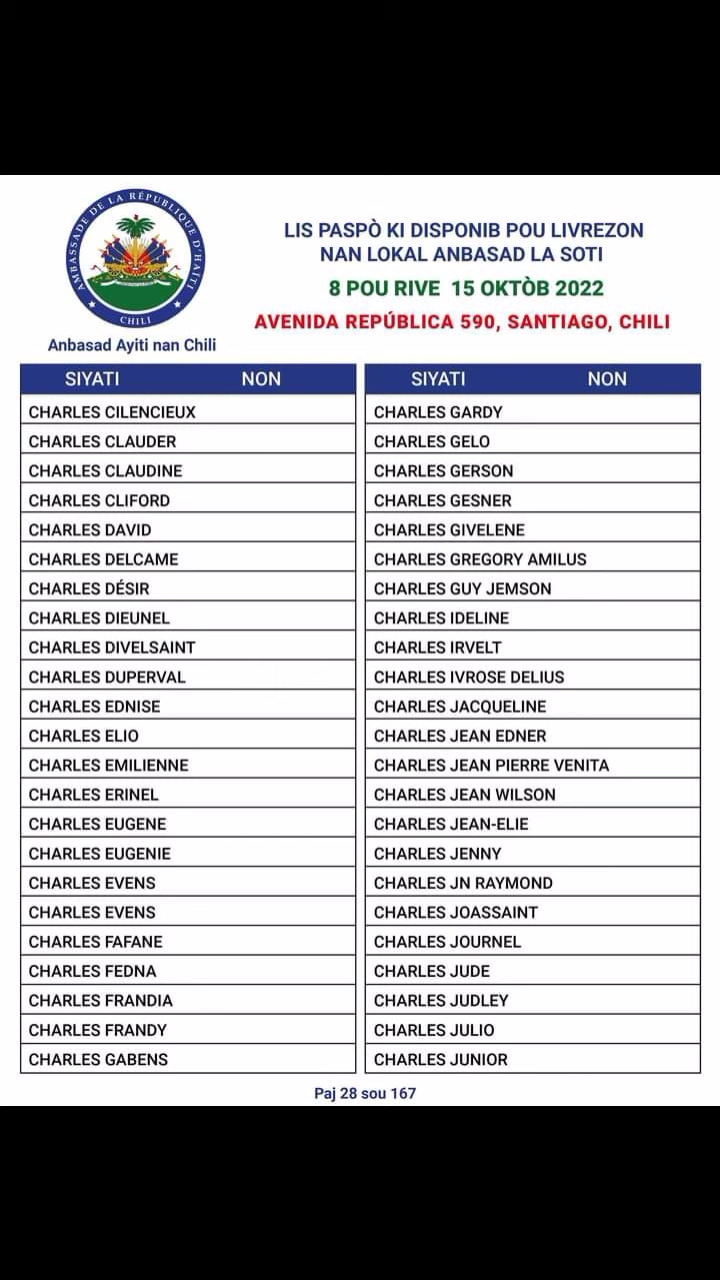 AMBASSADE DE LA RÉPUBLIQUE D'HAITI
CHILI
Anbasad Ayiti nan Chili
LIS PASPÒ KI DISPONIB POU LIVREZON
NAN LOKAL ANBASAD LA SOTI
8 POU RIVE 15 OKTÒB 2022
AVENIDA REPÚBLICA 590, SANTIAGO, CHILI
SIYATI NON
CHARLES CILENCIEUX
CHARLES CLAUDER
CHARLES CLAUDINE
CHARLES CLIFORD
CHARLES DAVID
CHARLES DELCAME
CHARLES DÉSIR
CHARLES DIEUNEL
CHARLES DIVELSAINT
CHARLES DUPERVAL
CHARLES EDNISE
CHARLES ELIO
CHARLES EMILIENNE
CHARLES ERINEL
CHARLES EUGENE
CHARLES EUGENIE
CHARLES EVENS
CHARLES EVENS
CHARLES FAFANE
CHARLES FEDNA
CHARLES FRANDIA
CHARLES FRANDY
CHARLES GABENS
SIYATI NON
CHARLES GARDY
CHARLES GELO
CHARLES GERSON
CHARLES GESNER
CHARLES GIVELENE
CHARLES GREGORY AMILUS
CHARLES GUY JEMSON
CHARLES IDELINE
CHARLES IRVELT
CHARLES IVROSE DELIUS
CHARLES JACQUELINE
CHARLES JEAN EDNER
CHARLES JEAN PIERRE VENITA
CHARLES JEAN WILSON
CHARLES JEAN-ELIE
CHARLES JENNY
CHARLES JN RAYMOND
CHARLES JOASSAINT
CHARLES JOURNEL
CHARLES JUDE
CHARLES JUDLEY
CHARLES JULIO
CHARLES JUNIOR
Paj 28 sou 167